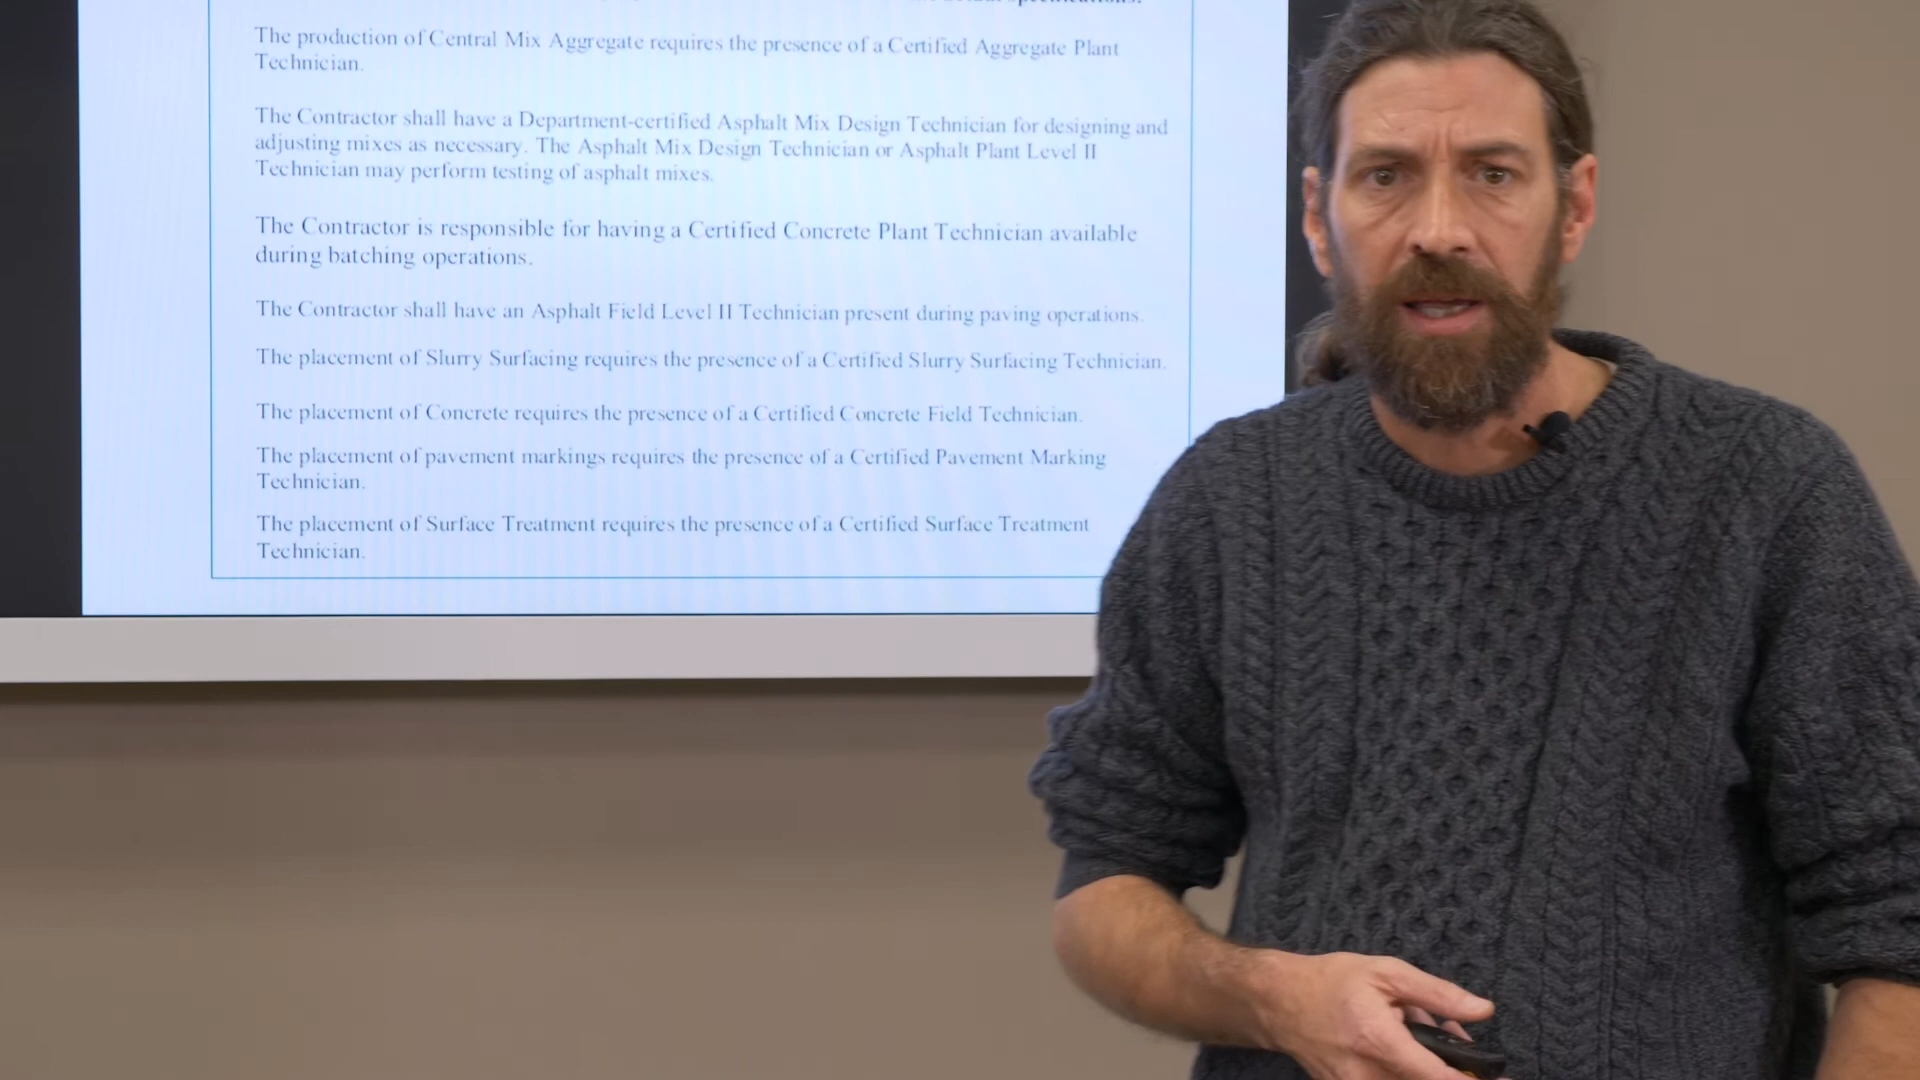 specifications.
The production of Central Mix Aggregate requires the presence of a Certified Aggregate Plant
Technician.
The Contractor shall have a Department-certified Asphalt Mix Design Technician for designing and
adjusting mixes as necessary. The Asphalt Mix Design Technician or Asphalt Plant Level II
Technician may perform testing of asphalt mixes.
The Contractor is responsible for having a Certified Concrete Plant Technician available
during batching operations.
The Contractor shall have an Asphalt Field Level II Technician present during paving operations.
The placement of Slurry Surfacing requires the presence of a Certified Slurry Surfacing Technician.
The placement of Concrete requires the presence of a Certified Concrete Field Technician.
The placement of pavement markings requires the presence of a Certified Pavement Marking
Technician.
The placement of Surface Treatment requires the presence of a Certified Surface Treatment
Technician.